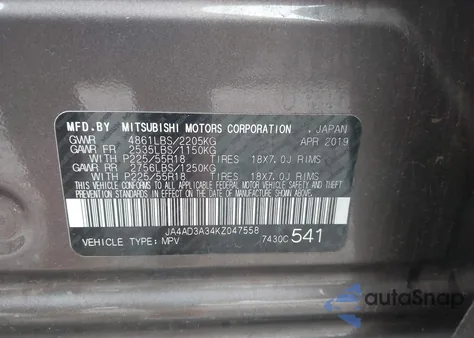 MFD.BY MITSUBISHI MOTORS CORPORATION , JAPAN
GVWR 4861LBS/2205KG APR 2019
GAWR FR 2535LBS/1150KG
WITH P225/55R18 TIRES 18X7.0J RIMS
GAWR RR 2756LBS/1250KG
WITH P225/55R18 TIRES 18X7.0J RIMS
THIS VEHICLE CONFORMS TO ALL APPLICABLE FEDERAL
MOTOR VEHICLE SAFETY AND THEFT PREVENTION STANDARDS
IN EFFECT ON THE DATE OF MANUFACTURE SHOWN ABOVE.
JA4AD3A34KZ047558
VEHICLE TYPE: MPV 7430C 541
autoSnap